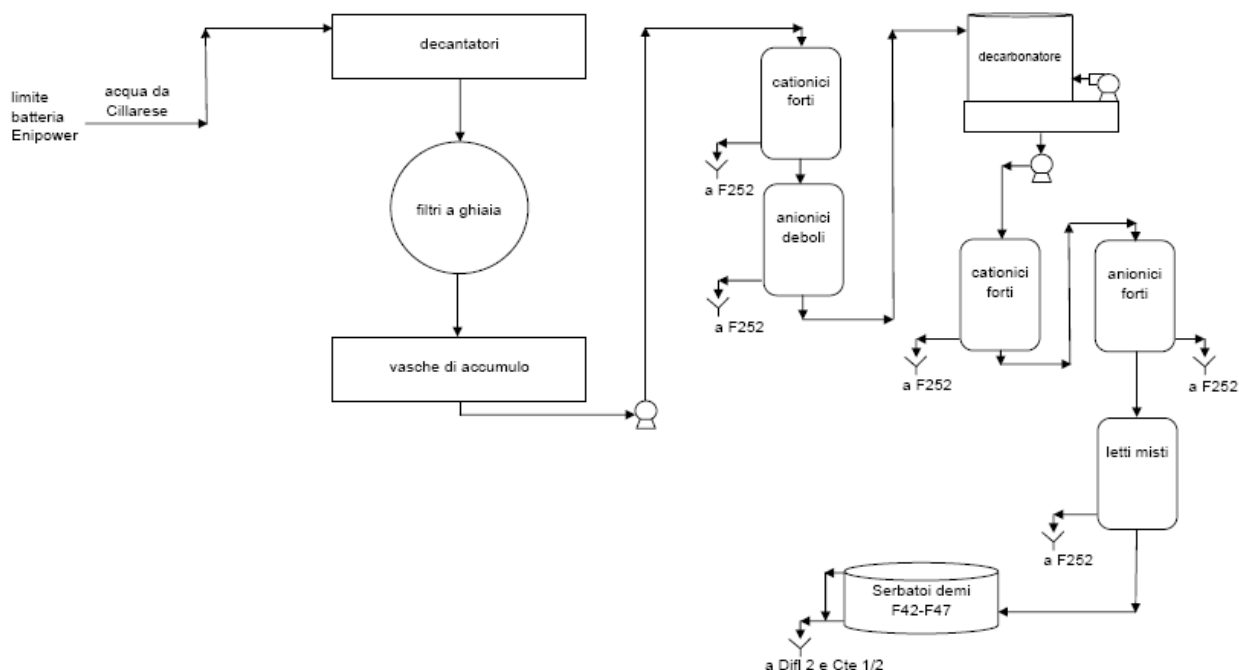 decantatori
limite
batteria
Enipower
acqua da
Cillarese
filtri a ghiaia
vasche di accumulo
cationici
forti
a F252
anionici
deboli
a F252
decarbonatore
cationici
forti
a F252
anionici
forti
a F252
letti misti
a F252
Serbatoi demi
F42-F47
a Difl 2 e Cte 1/2